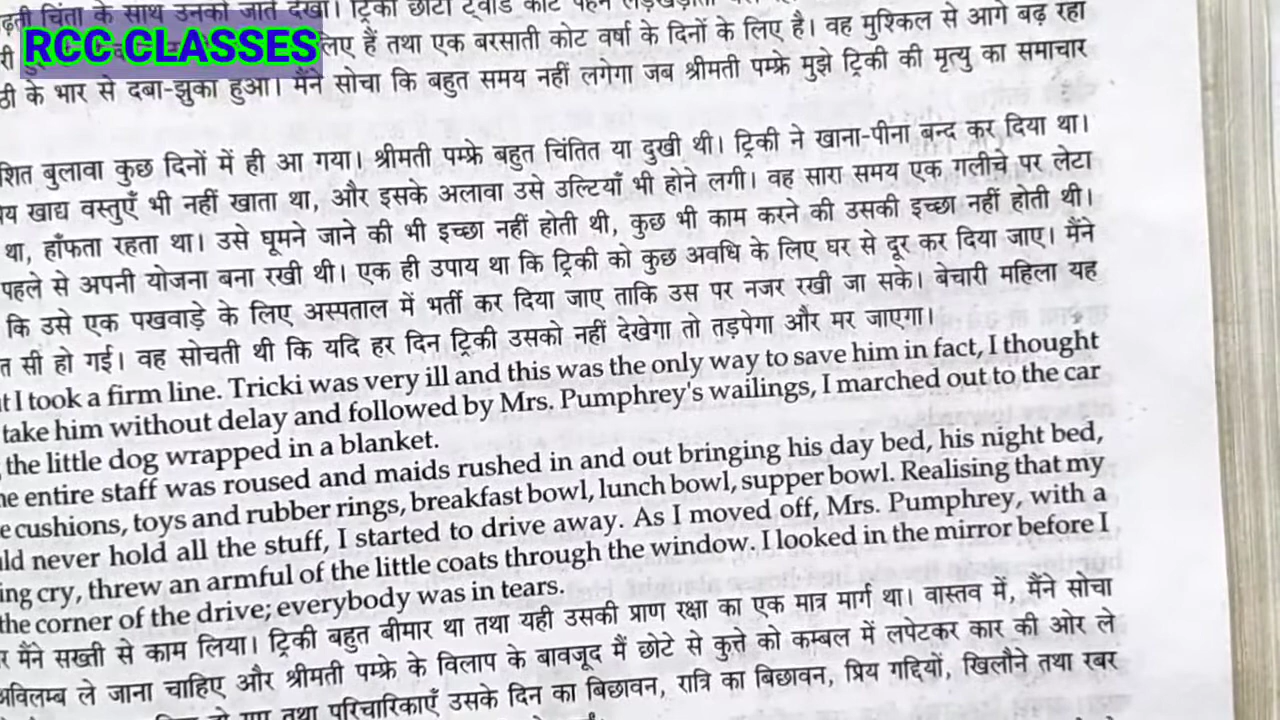 ढ़ती चिंता के साथ उनको जाते देखा। ट्रिकी छोटा ट्वीड कोट पहने
RCC CLASSES
लिए हैं तथा एक बरसाती कोट वर्षा के दिनों के लिए है। वह मुश्किल से आगे बढ़ रहा
ठी के भार से दबा-झुका हुआ। मैंने सोचा कि बहुत समय नहीं लगेगा जब श्रीमती पम्फ्रे मुझे ट्रिकी की मृत्यु का समाचार
शित बुलावा कुछ दिनों में ही आ गया। श्रीमती पम्फ्रे बहुत चिंतित या दुखी थी। ट्रिकी ने खाना-पीना बन्द कर दिया था।
य खाद्य वस्तुएँ भी नहीं खाता था, और इसके अलावा उसे उल्टियाँ भी होने लगी। वह सारा समय एक गलीचे पर लेटा
था, हाँफता रहता था। उसे घूमने जाने की भी इच्छा नहीं होती थी, कुछ भी काम करने की उसकी इच्छा नहीं होती थी।
पहले से अपनी योजना बना रखी थी। एक ही उपाय था कि ट्रिकी को कुछ अवधि के लिए घर से दूर कर दिया जाए। मैंने
कि उसे एक पखवाड़े के लिए अस्पताल में भर्ती कर दिया जाए ताकि उस पर नजर रखी जा सके। बेचारी महिला यह
त सी हो गई। वह सोचती थी कि यदि हर दिन ट्रिकी उसको नहीं देखेगा तो तड़पेगा और मर जाएगा।
t I took a firm line. Tricki was very ill and this was the only way to save him in fact, I thought
take him without delay and followed by Mrs. Pumphrey's wailings, I marched out to the car
the little dog wrapped in a blanket.
e entire staff was roused and maids rushed in and out bringing his day bed, his night bed,
e cushions, toys and rubber rings, breakfast bowl, lunch bowl, supper bowl. Realising that my
ld never hold all the stuff, I started to drive away. As I moved off, Mrs. Pumphrey, with a
ing cry, threw an armful of the little coats through the window. I looked in the mirror before I
the corner of the drive; everybody was in tears.
र मैंने सख्ती से काम लिया। ट्रिकी बहुत बीमार था तथा यही उसकी प्राण रक्षा का एक मात्र मार्ग था। वास्तव में, मैंने सोचा
अविलम्ब ले जाना चाहिए और श्रीमती पम्फ्रे के विलाप के बावजूद मैं छोटे से कुत्ते को कम्बल में लपेटकर कार की ओर ले
तथा परिचारिकाएँ उसके दिन का बिछावन, रात्रि का बिछावन, प्रिय गद्दियों, खिलौने तथा रबर